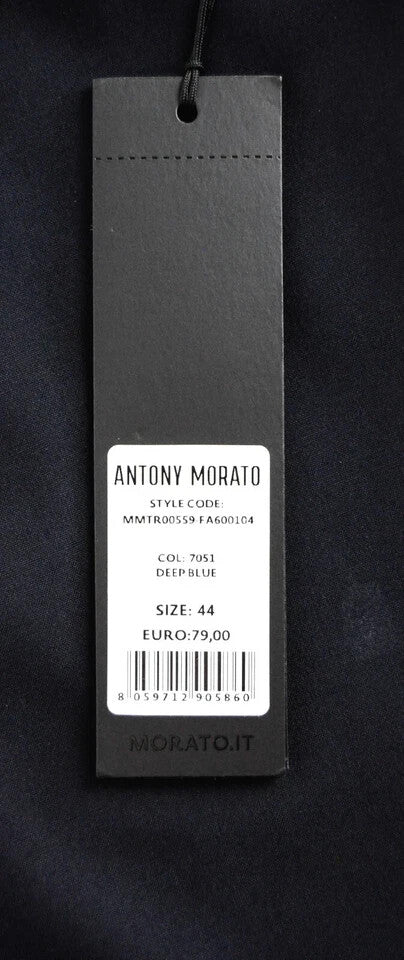 ANTONY MORATO
STYLE CODE:
MMTR00559-FA600104
COL: 7051
DEEP BLUE
SIZE: 44
EURO:79,00
8 059712 905860
MORATO.IT